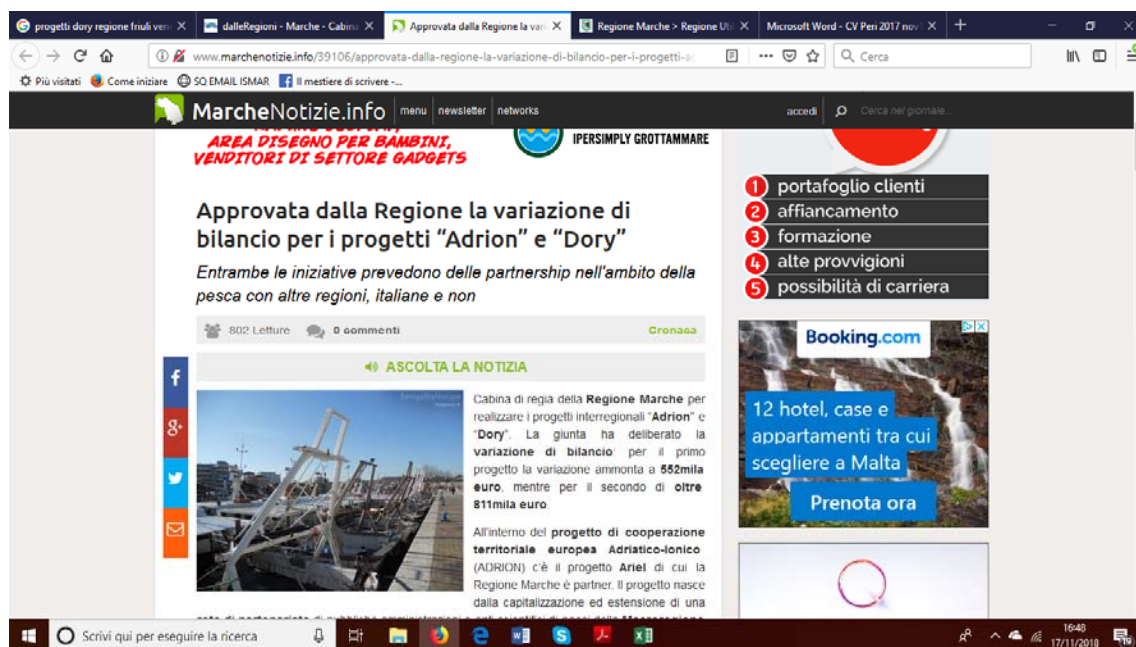 progetti dory regione friuli ven
dalleRegioni - Marche - Cabina
Approvata dalla Regione la vari
Regione Marche > Regione Uti
Microsoft Word - CV Peri 2017 nov
www.marchenotizie.info/39106/approvata-dalla-regione-la-variazione-di-bilancio-per-i-progetti-ac
Cerca
Più visitati Come iniziare SQ EMAIL ISMAR Il mestiere di scrivere -...
MarcheNotizie.info menu newsletter networks accedi Cerca nel giornale...
AREA DISEGNO PER BAMBINI,
VENDITORI DI SETTORE GADGETS
IPERSIMPLY GROTTAMMARE
Approvata dalla Regione la variazione di
bilancio per i progetti “Adrion” e “Dory”
Entrambe le iniziative prevedono delle partnership nell'ambito della
pesca con altre regioni, italiane e non
802 Letture 0 commenti Cronaca
ASCOLTA LA NOTIZIA
Cabina di regia della Regione Marche per
realizzare i progetti interregionali “Adrion” e
“Dory”. La giunta ha deliberato la
variazione di bilancio: per il primo
progetto la variazione ammonta a 552mila
euro, mentre per il secondo di oltre
811mila euro.
All'interno del progetto di cooperazione
territoriale europea Adriatico-Ionico
(ADRION) c'è il progetto Ariel di cui la
Regione Marche è partner. Il progetto nasce
dalla capitalizzazione ed estensione di una
1 portafoglio clienti
2 affiancamento
3 formazione
4 alte provvigioni
5 possibilità di carriera
Booking.com
12 hotel, case e
appartamenti tra cui
scegliere a Malta
Prenota ora
Scrivi qui per eseguire la ricerca
16:48
17/11/2018